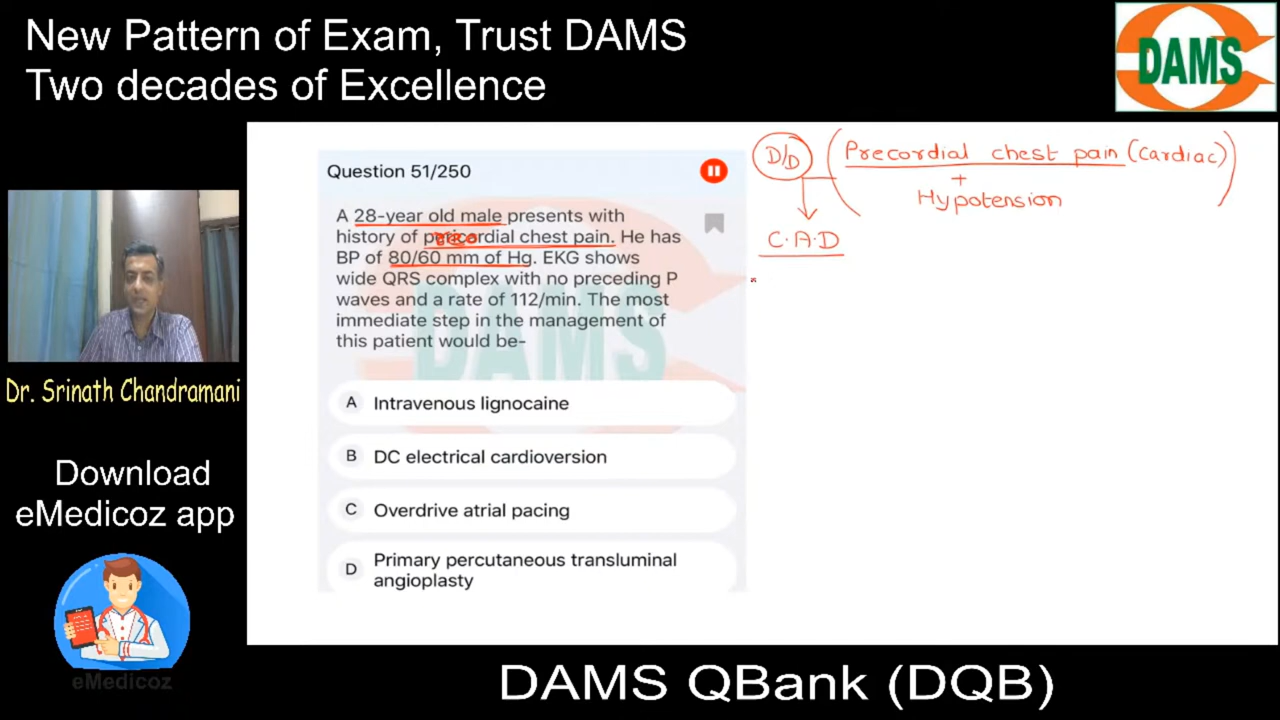 New Pattern of Exam, Trust DAMS
Two decades of Excellence
DAMS
Dr. Srinath Chandramani
Download
eMedicoz app
eMedicoz
Question 51/250
A 28-year old male presents with
history of pericordial chest pain. He has
BP of 80/60 mm of Hg. EKG shows
wide QRS complex with no preceding P
waves and a rate of 112/min. The most
immediate step in the management of
this patient would be-
DAMS
A Intravenous lignocaine
B DC electrical cardioversion
C Overdrive atrial pacing
D Primary percutaneous transluminal
angioplasty
D/D
Precordial chest pain (Cardiac)
+
Hypotension
C.A.D
DAMS QBank (DQB)